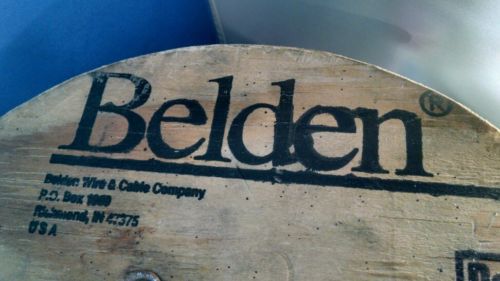 Belden®
Belden Wire & Cable Company
P.O. Box 1980
Richmond, IN 47375
USA